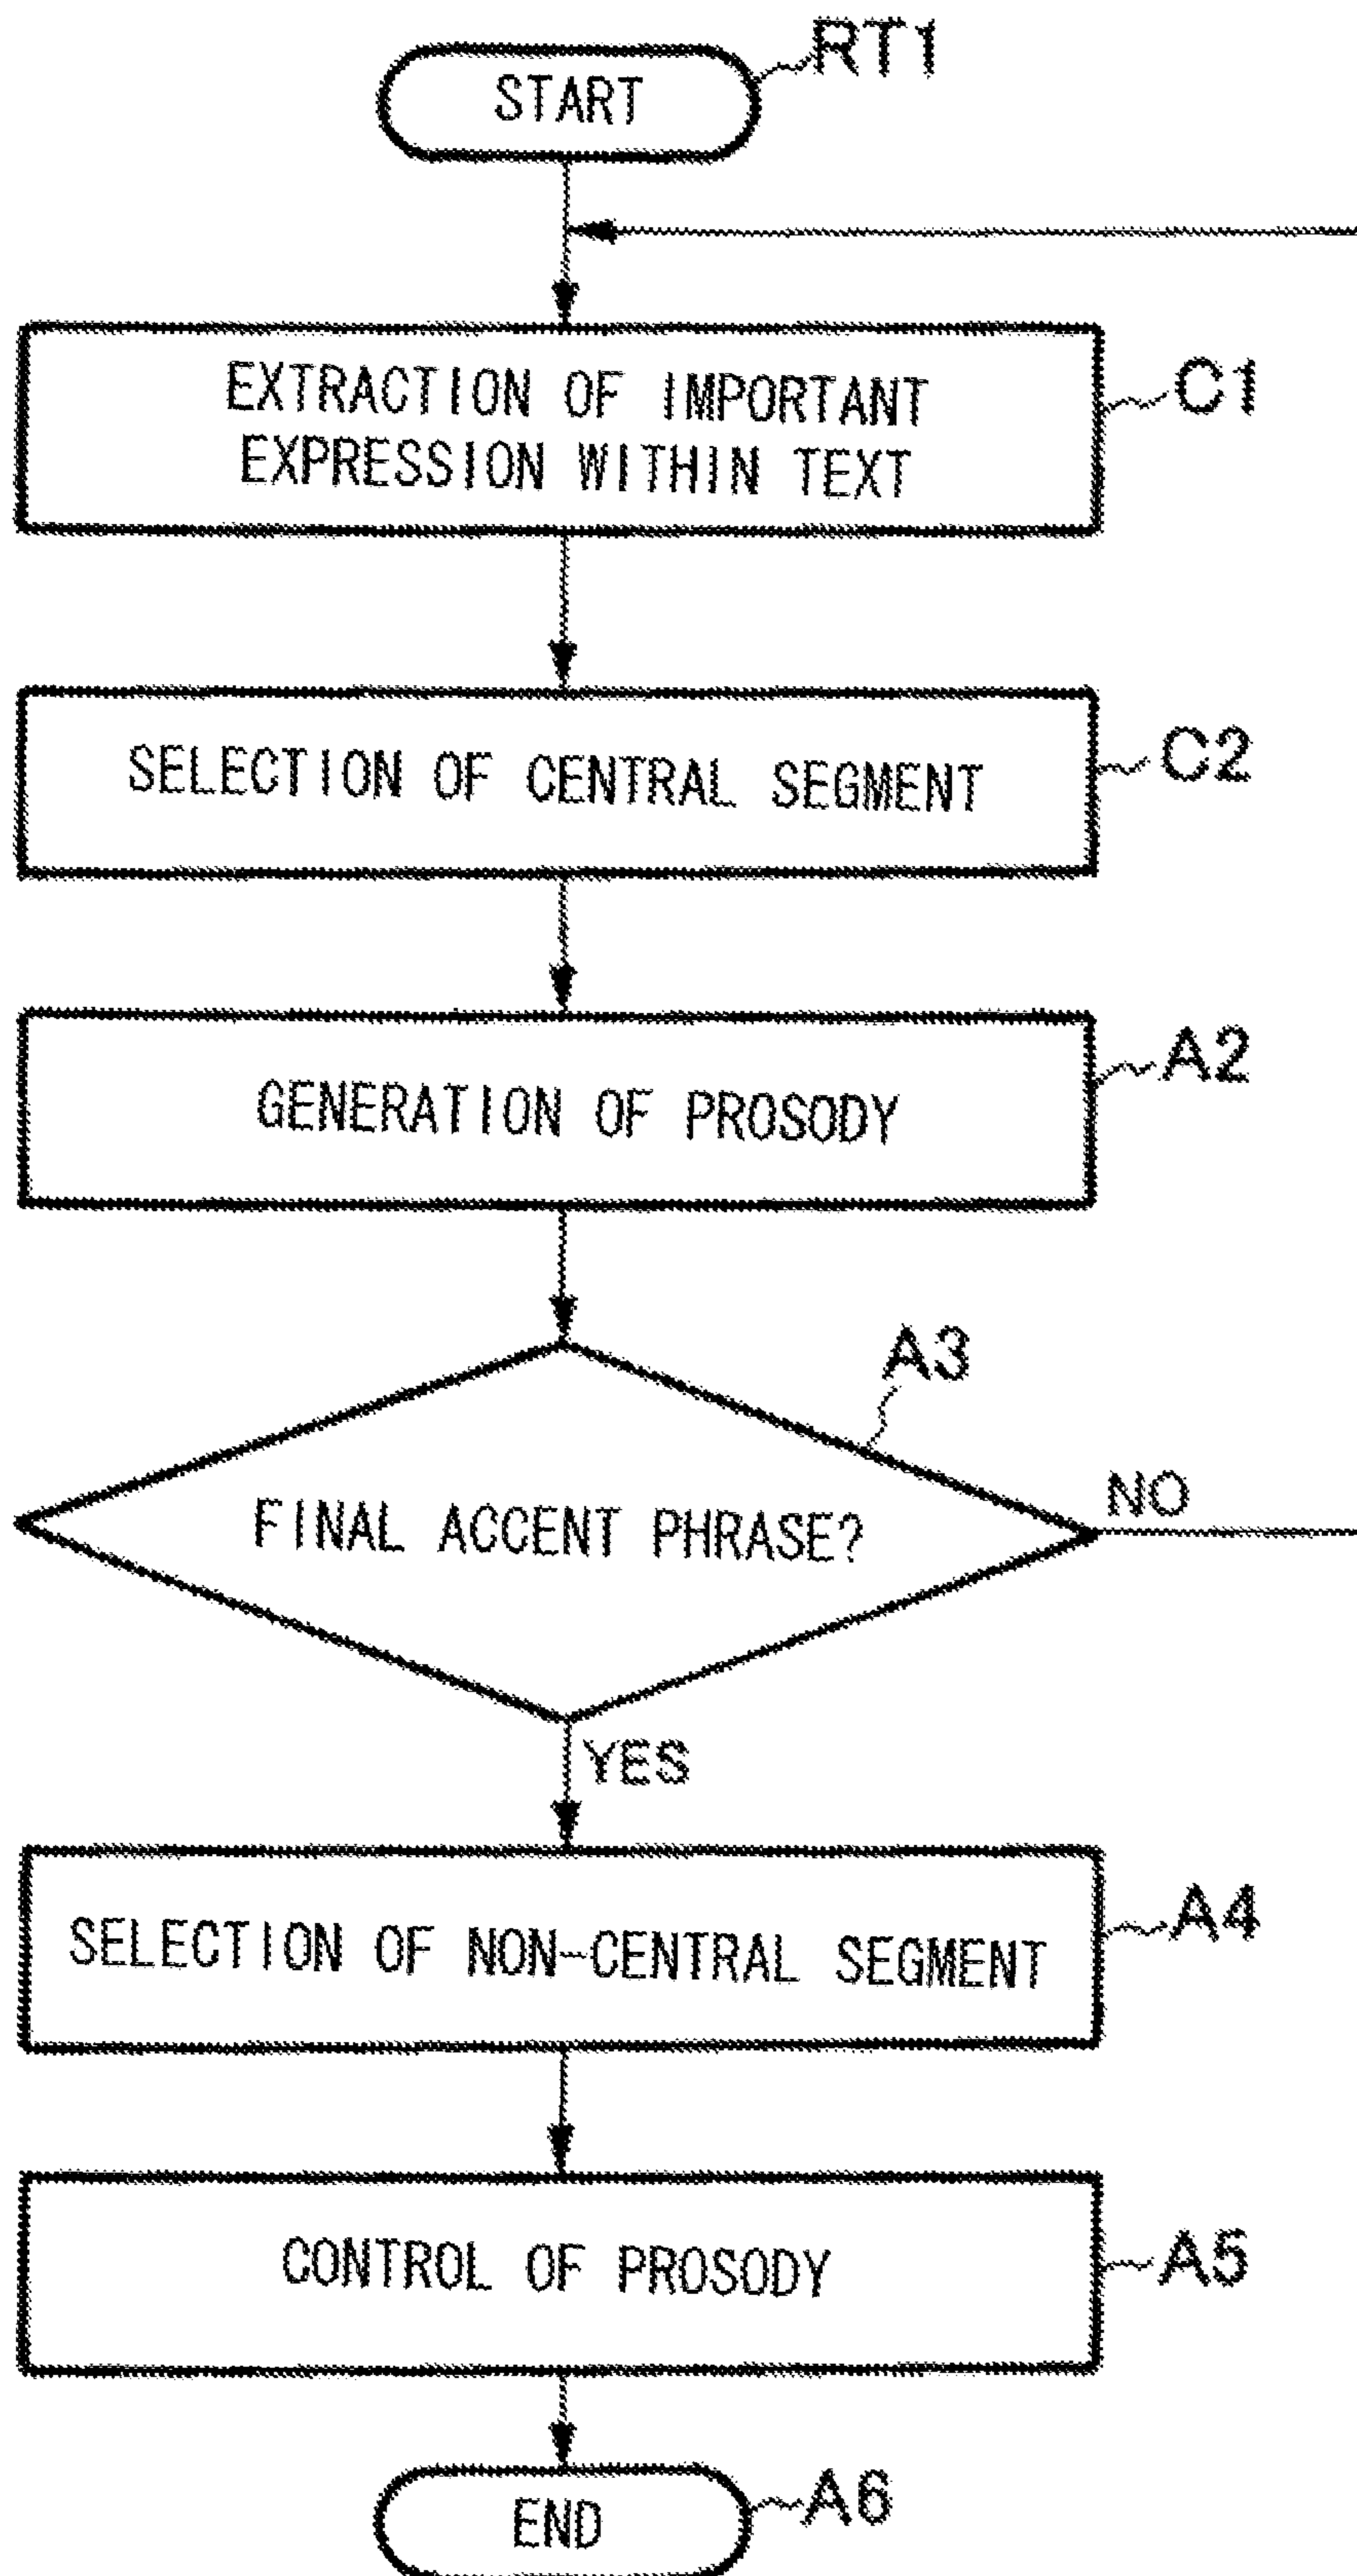 START
RT1
EXTRACTION OF IMPORTANT
EXPRESSION WITHIN TEXT
C1
SELECTION OF CENTRAL SEGMENT
C2
GENERATION OF PROSODY
A2
A3
FINAL ACCENT PHRASE?
NO
YES
SELECTION OF NON-CENTRAL SEGMENT
A4
CONTROL OF PROSODY
A5
END
A6